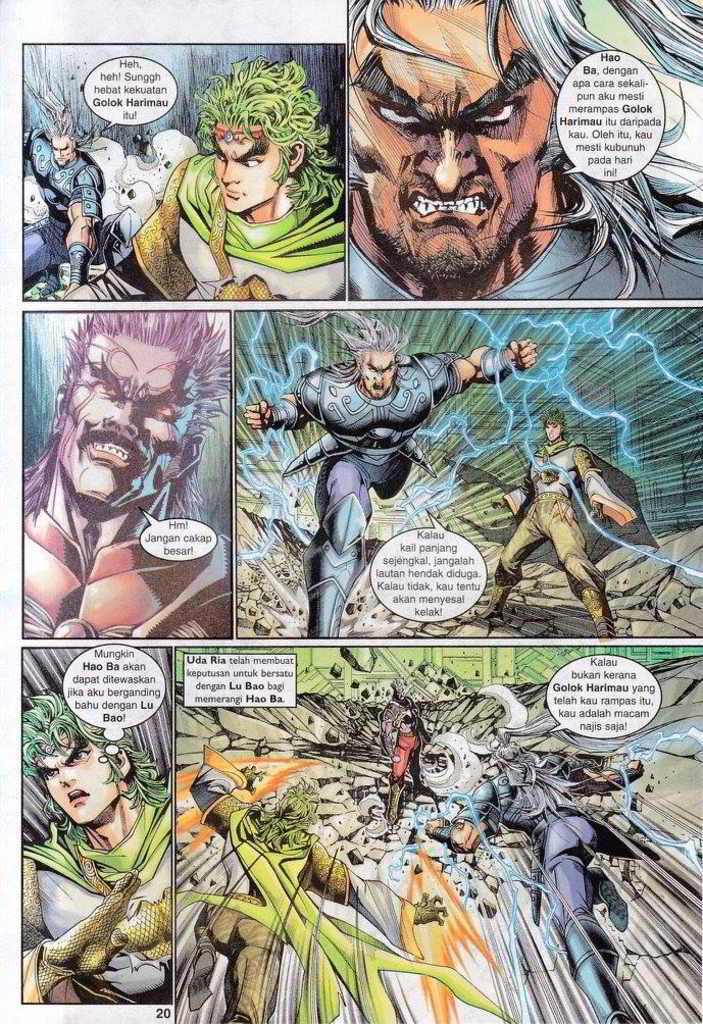 Heh,
heh! Sunggh
hebat kekuatan
Golok Harimau
itu!
Hao
Ba, dengan
apa cara sekali-
pun aku mesti
merampas Golok
Harimau itu daripada
kau. Oleh itu, kau
mesti kubunuh
pada hari
ini!
Hm!
Jangan cakap
besar!
Kalau
kail panjang
sejengkal, jangalah
lautan hendak diduga.
Kalau tidak, kau tentu
akan menyesal
kelak!
Mungkin
Hao Ba akan
dapat ditewaskan
jika aku berganding
bahu dengan Lu
Bao!
Uda Ria telah membuat
keputusan untuk bersatu
dengan Lu Bao bagi
memerangi Hao Ba.
Kalau
bukan kerana
Golok Harimau yang
telah kau rampas itu,
kau adalah macam
najis saja!
20